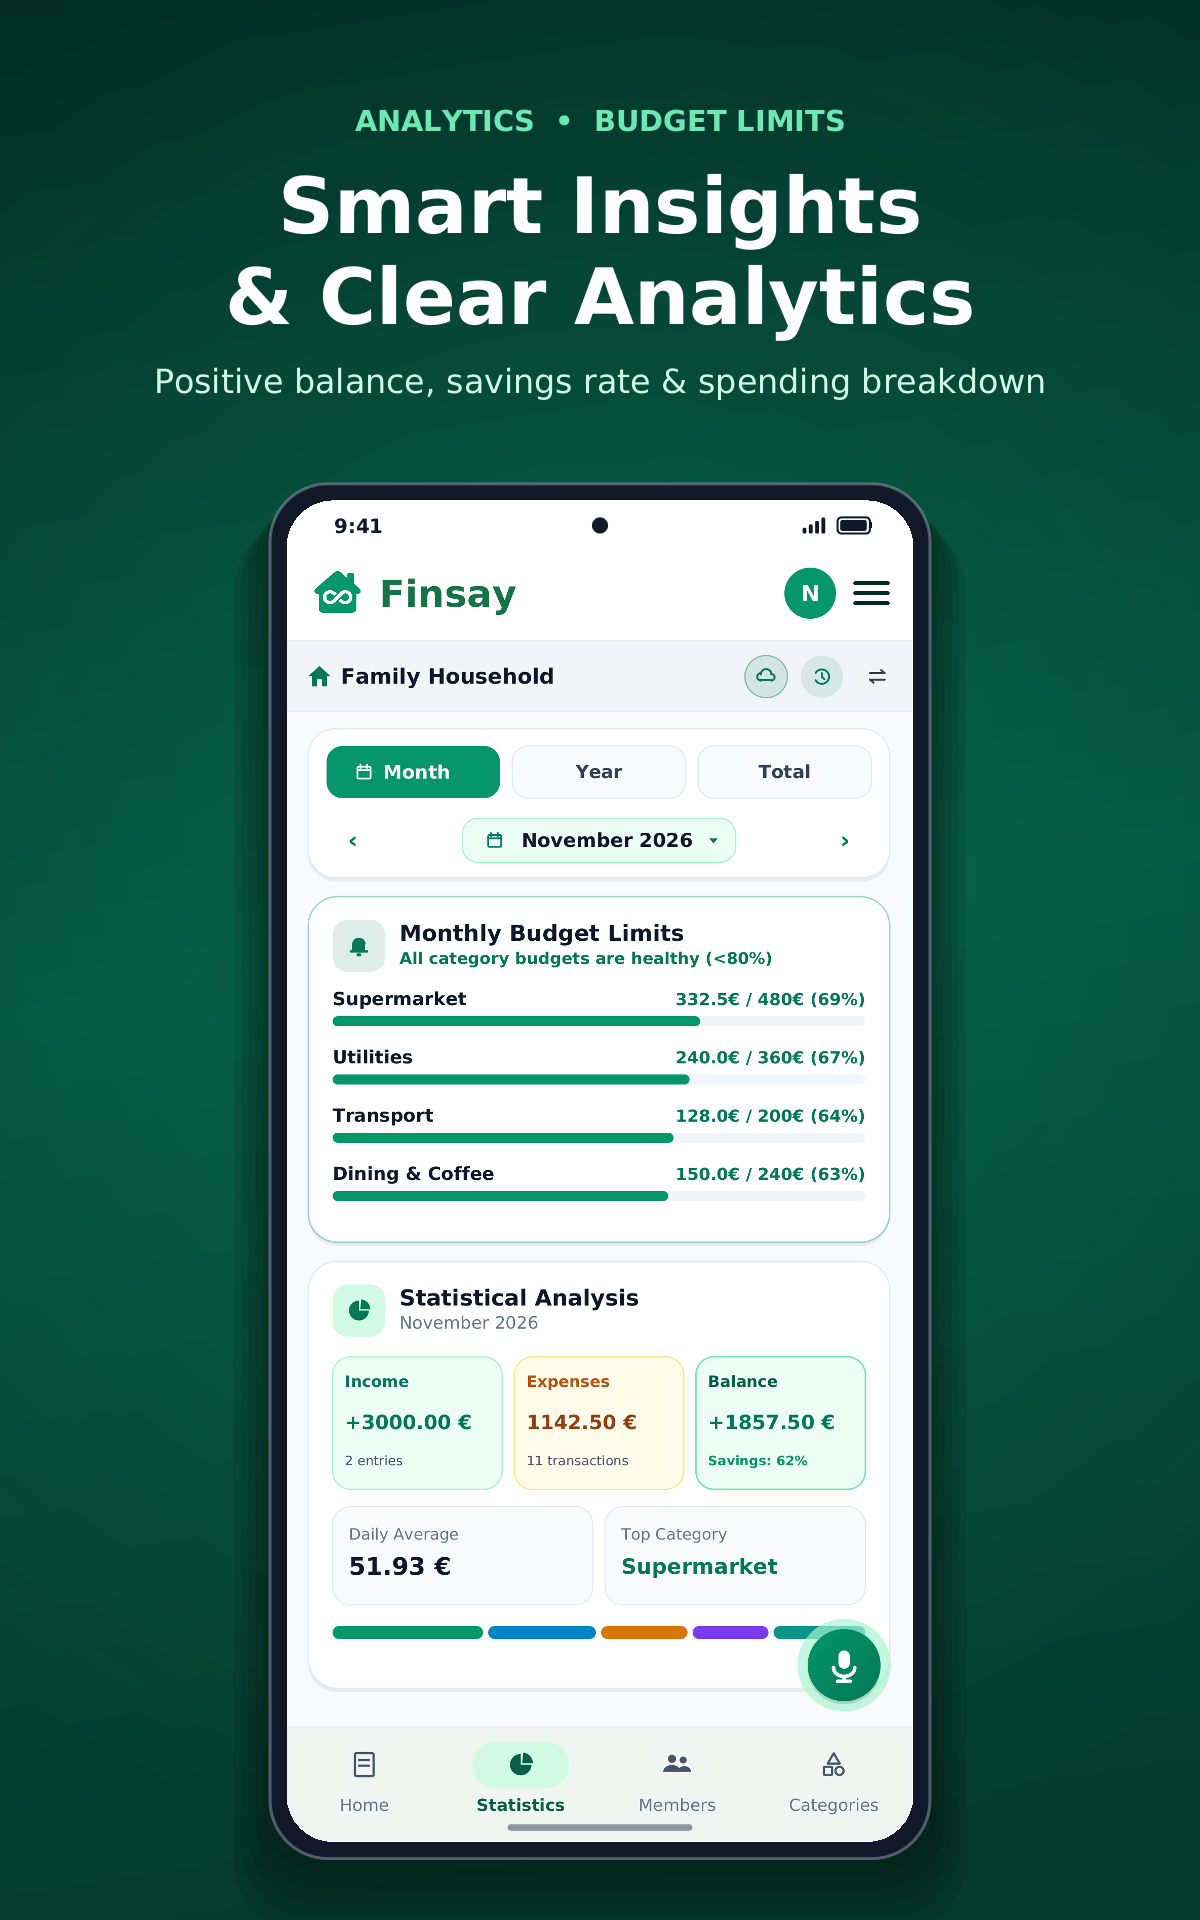 ANALYTICS • BUDGET LIMITS
Smart Insights
& Clear Analytics
Positive balance, savings rate & spending breakdown
9:41
Finsay
N
Family Household
Month
Year
Total
‹
November 2026
›
Monthly Budget Limits
All category budgets are healthy (<80%)
Supermarket 332.5€ / 480€ (69%)
Utilities 240.0€ / 360€ (67%)
Transport 128.0€ / 200€ (64%)
Dining & Coffee 150.0€ / 240€ (63%)
Statistical Analysis
November 2026
Income
+3000.00 €
2 entries
Expenses
1142.50 €
11 transactions
Balance
+1857.50 €
Savings: 62%
Daily Average
51.93 €
Top Category
Supermarket
Home
Statistics
Members
Categories